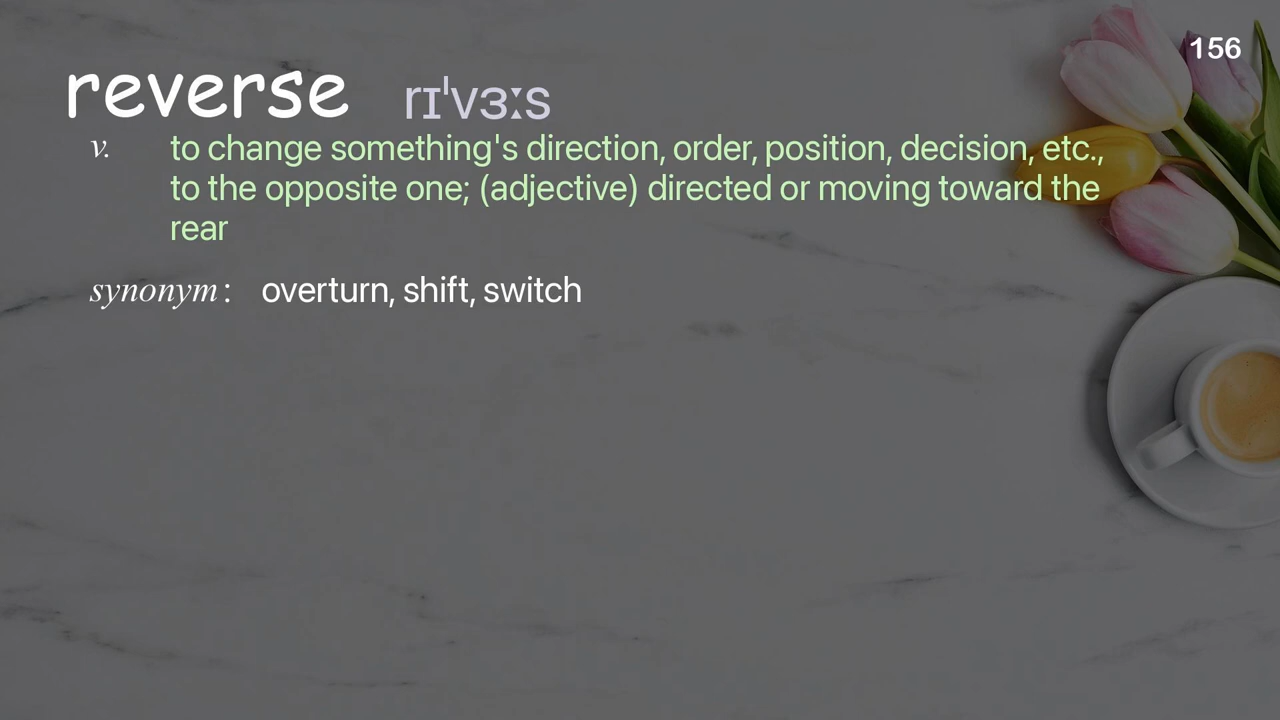 156
reverse rɪˈvɜːs
v. to change something's direction, order, position, decision, etc.,
to the opposite one; (adjective) directed or moving toward the
rear
synonym: overturn, shift, switch